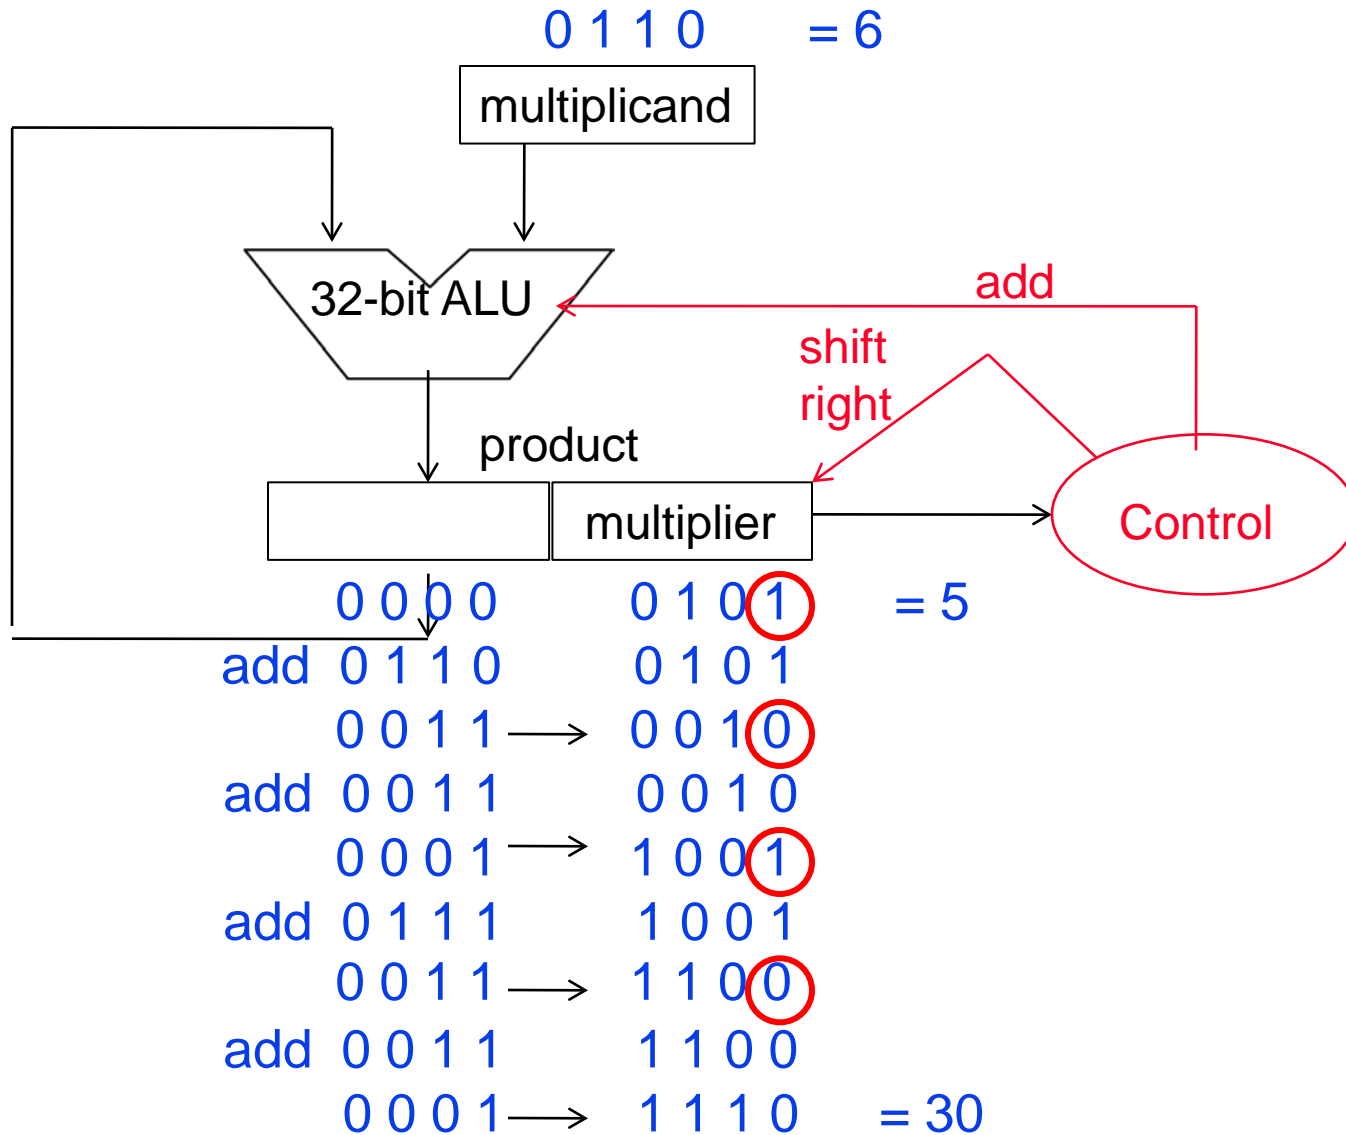 0 1 1 0 = 6
multiplicand
32-bit ALU
add
shift
right
product
multiplier
Control
0 0 0 0 0 1 0 1 = 5
add 0 1 1 0 0 1 0 1
0 0 1 1 0 0 1 0
add 0 0 1 1 0 0 1 0
0 0 0 1 1 0 0 1
add 0 1 1 1 1 0 0 1
0 0 1 1 1 1 0 0
add 0 0 1 1 1 1 0 0
0 0 0 1 1 1 1 0 = 30